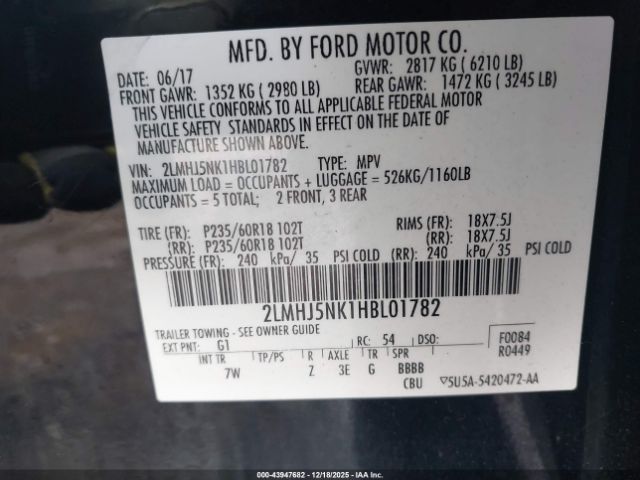 MFD. BY FORD MOTOR CO.
DATE: 06/17 GVWR: 2817 KG ( 6210 LB)
FRONT GAWR: 1352 KG ( 2980 LB) REAR GAWR: 1472 KG ( 3245 LB)
THIS VEHICLE CONFORMS TO ALL APPLICABLE FEDERAL MOTOR
VEHICLE SAFETY STANDARDS IN EFFECT ON THE DATE OF
MANUFACTURE SHOWN ABOVE.
VIN: 2LMHJ5NK1HBL01782 TYPE: MPV
MAXIMUM LOAD = OCCUPANTS + LUGGAGE = 526KG/1160LB
OCCUPANTS = 5 TOTAL; 2 FRONT, 3 REAR
TIRE (FR): P235/60R18 102T RIMS (FR): 18X7.5J
(RR): P235/60R18 102T (RR): 18X7.5J
PRESSURE (FR): 240 kPa/ 35 PSI COLD (RR): 240 kPa/ 35 PSI COLD
2LMHJ5NK1HBL01782
TRAILER TOWING - SEE OWNER GUIDE
EXT PNT: G1 RC: 54 DSO: F0084
R0449
INT TR TP/PS R AXLE TR SPR
7W Z 3E G BBBB
CBU ▽5U5A-5420472-AA
000-43947682 - 12/18/2025 - IAAI.COM